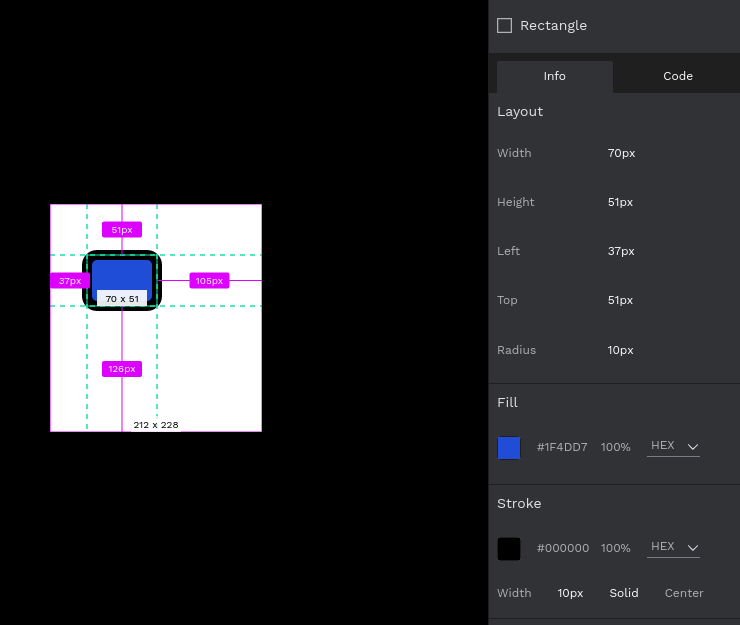 Rectangle
Info Code
Layout
Width 70px
Height 51px
Left 37px
Top 51px
Radius 10px
Fill
#1F4DD7 100% HEX
Stroke
#000000 100% HEX
Width 10px Solid Center
51px
37px
105px
70 x 51
126px
212 x 228